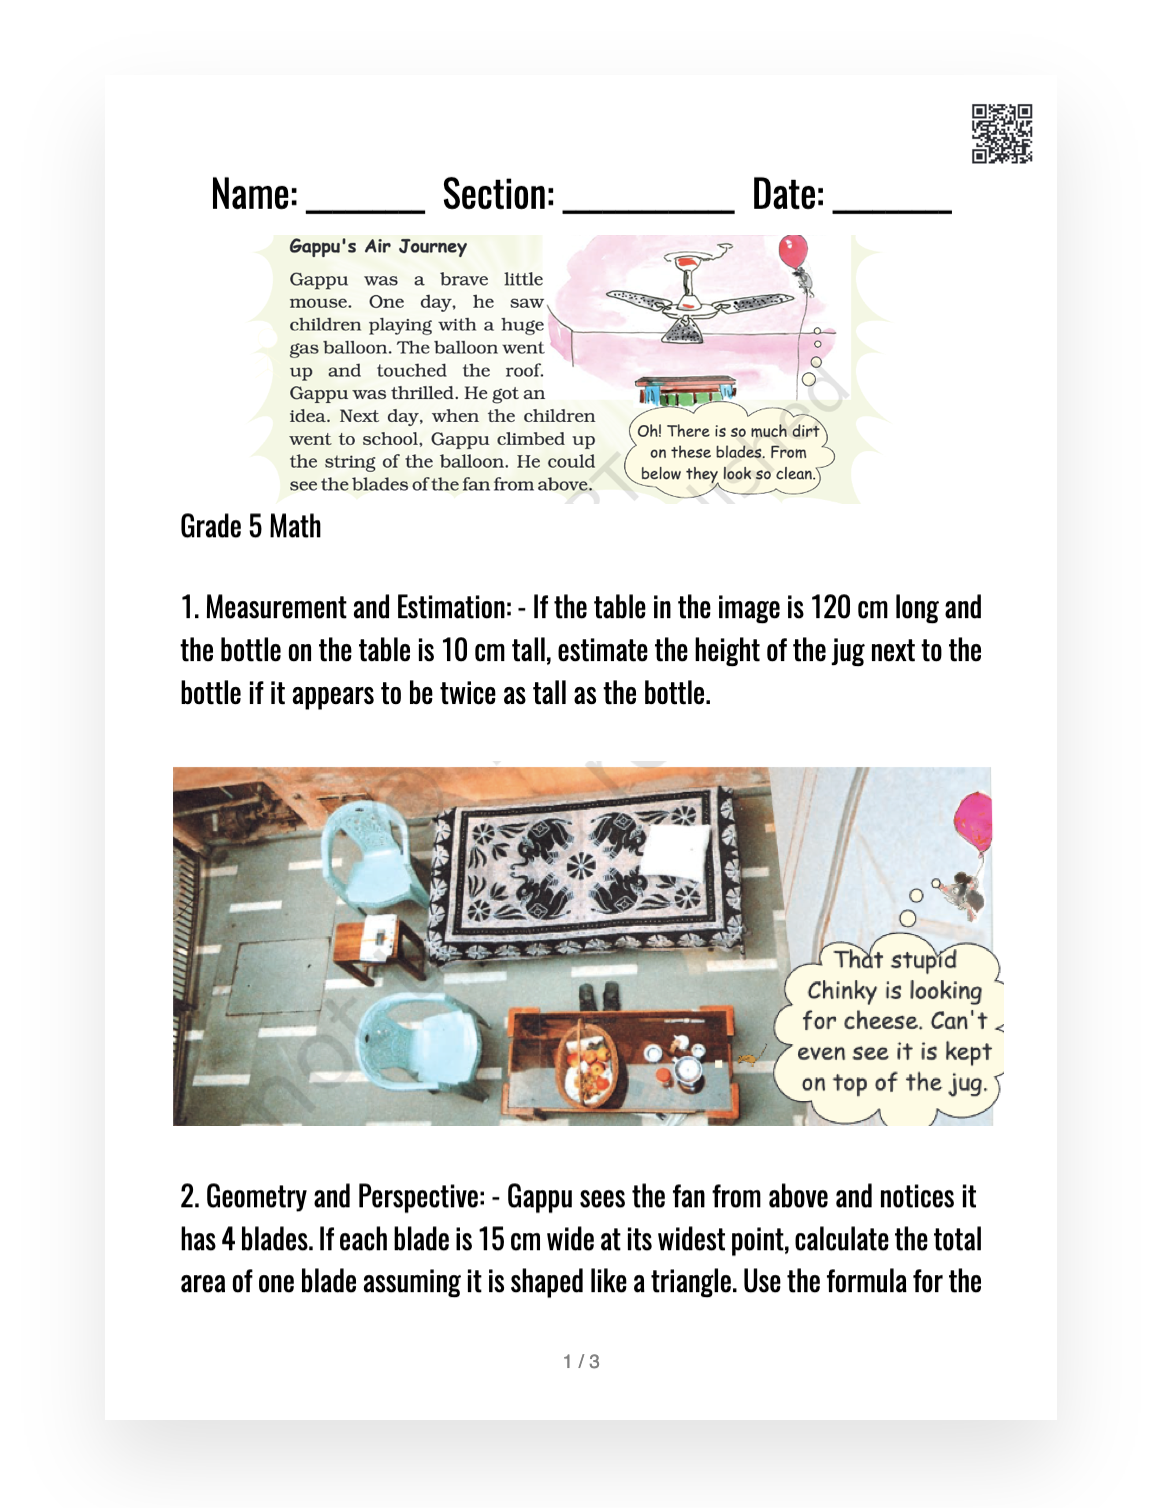 Name: ________ Section: ____________ Date: ________
Gappu's Air Journey
Gappu was a brave little
mouse. One day, he saw
children playing with a huge
gas balloon. The balloon went
up and touched the roof.
Gappu was thrilled. He got an
idea. Next day, when the children
went to school, Gappu climbed up
the string of the balloon. He could
see the blades of the fan from above.
Oh! There is so much dirt
on these blades. From
below they look so clean.
Grade 5 Math
1. Measurement and Estimation: - If the table in the image is 120 cm long and
the bottle on the table is 10 cm tall, estimate the height of the jug next to the
bottle if it appears to be twice as tall as the bottle.
not
That stupid
Chinky is looking
for cheese. Can't
even see it is kept
on top of the jug.
2. Geometry and Perspective: - Gappu sees the fan from above and notices it
has 4 blades. If each blade is 15 cm wide at its widest point, calculate the total
area of one blade assuming it is shaped like a triangle. Use the formula for the
1 / 3